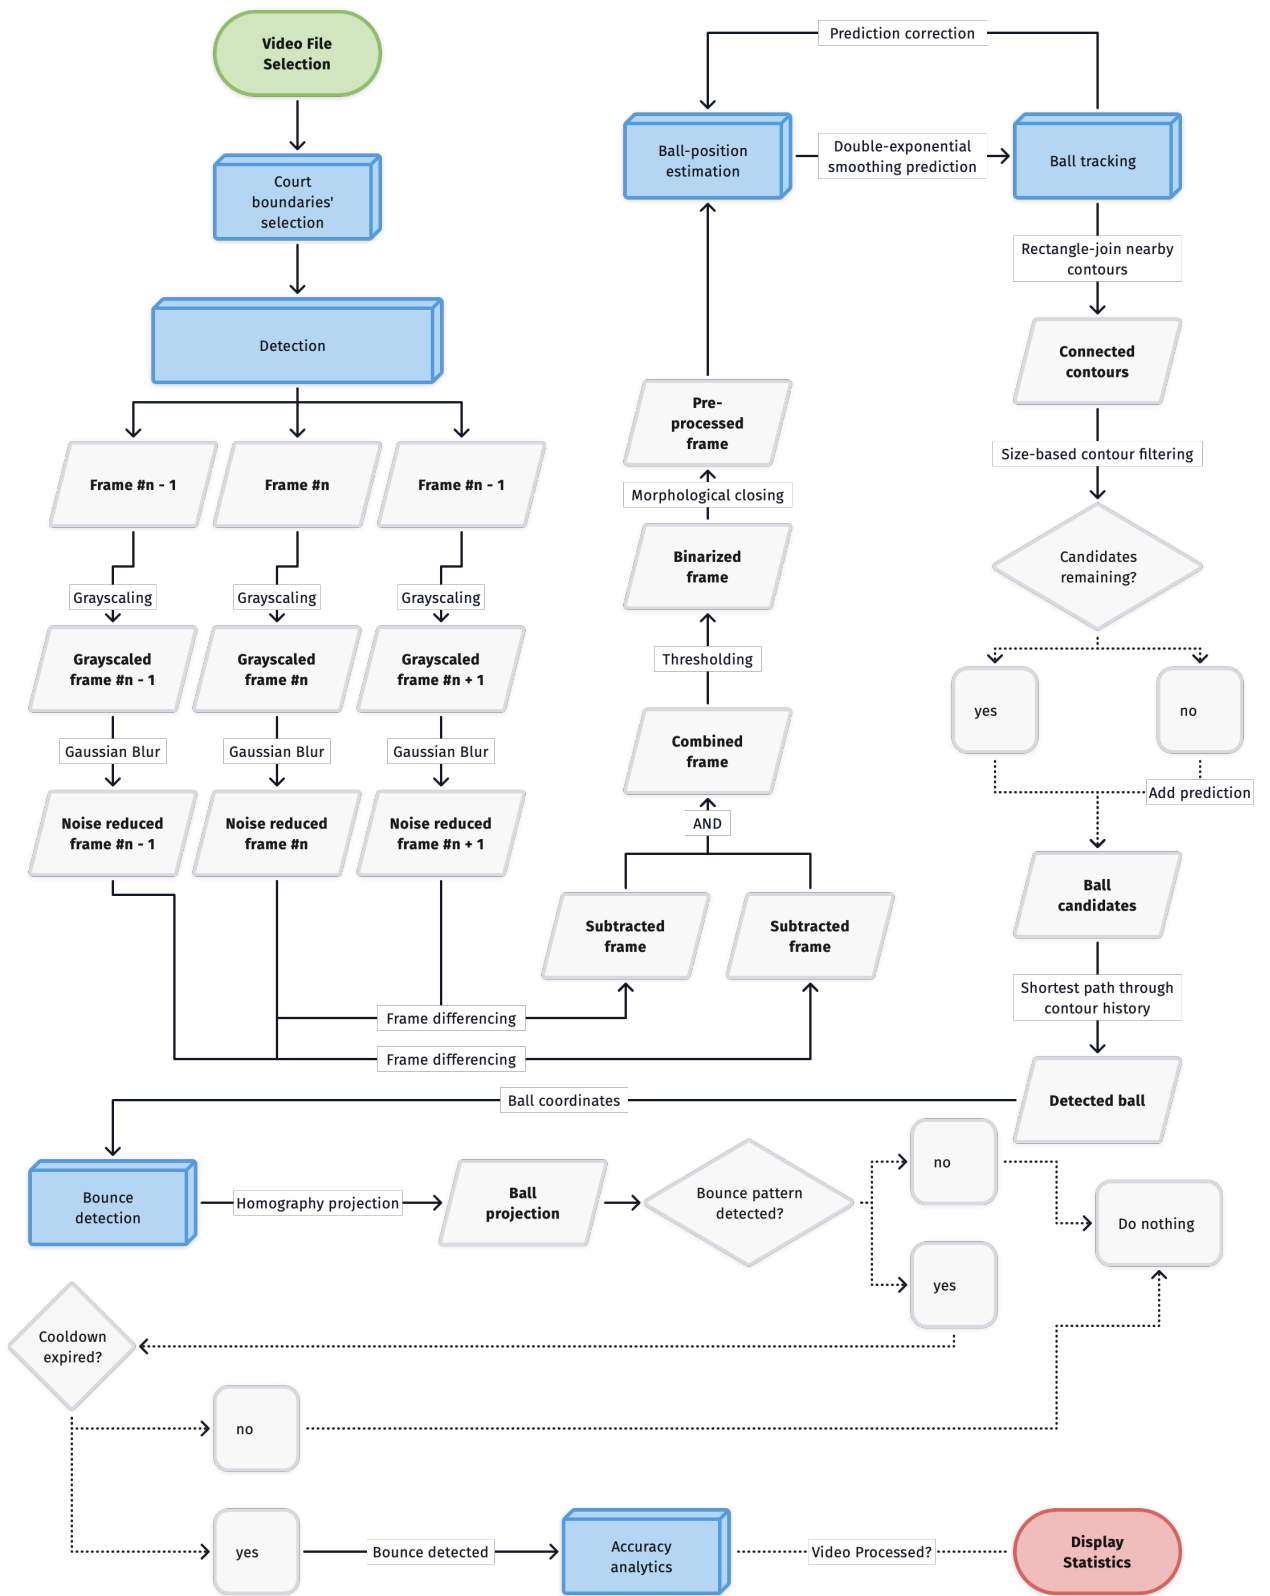 Video File
Selection
Court
boundaries'
selection
Detection
Frame #n - 1
Frame #n
Frame #n - 1
Grayscaling
Grayscaling
Grayscaling
Grayscaled
frame #n - 1
Grayscaled
frame #n
Grayscaled
frame #n + 1
Gaussian Blur
Gaussian Blur
Gaussian Blur
Noise reduced
frame #n - 1
Noise reduced
frame #n
Noise reduced
frame #n + 1
Frame differencing
Frame differencing
Subtracted
frame
Subtracted
frame
AND
Combined
frame
Thresholding
Binarized
frame
Morphological closing
Pre-
processed
frame
Ball-position
estimation
Prediction correction
Double-exponential
smoothing prediction
Ball tracking
Rectangle-join nearby
contours
Connected
contours
Size-based contour filtering
Candidates
remaining?
yes
no
Add prediction
Ball
candidates
Shortest path through
contour history
Detected ball
Ball coordinates
Bounce
detection
Homography projection
Ball
projection
Bounce pattern
detected?
no
yes
Do nothing
Cooldown
expired?
no
yes
Bounce detected
Accuracy
analytics
Video Processed?
Display
Statistics